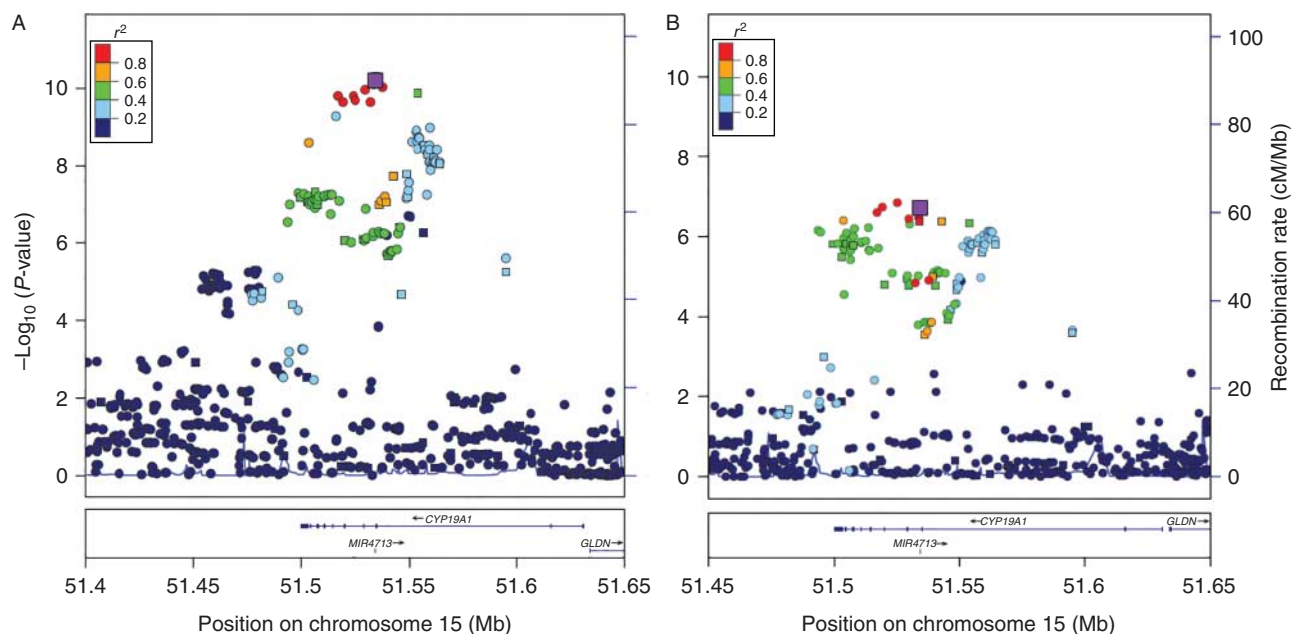 A
r²
0.8
0.6
0.4
0.2
–Log₁₀ (P-value)
10
8
6
4
2
0
CYP19A1
MIR4713
GLDN
51.4
51.45
51.5
51.55
51.6
51.65
Position on chromosome 15 (Mb)
B
r²
0.8
0.6
0.4
0.2
10
8
6
4
2
0
100
80
60
40
20
0
Recombination rate (cM/Mb)
CYP19A1
GLDN
MIR4713
51.45
51.5
51.55
51.6
51.65
Position on chromosome 15 (Mb)